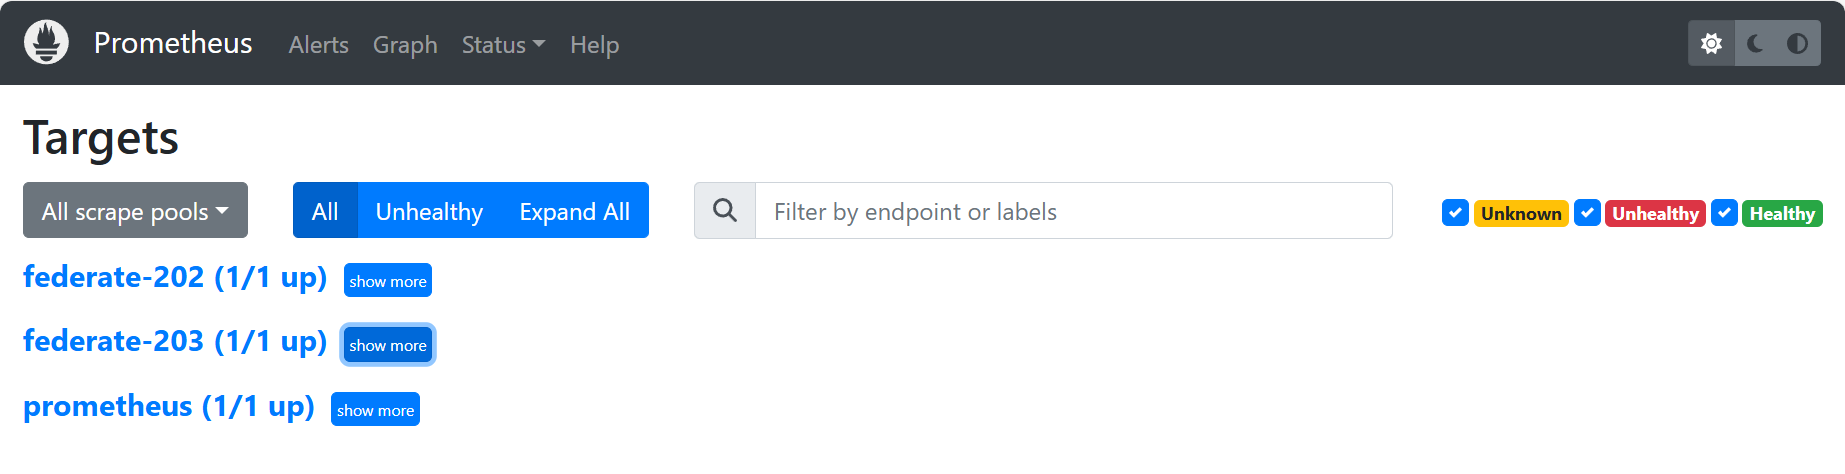 Prometheus Alerts Graph Status Help
Targets
All scrape pools All Unhealthy Expand All Filter by endpoint or labels Unknown Unhealthy Healthy
federate-202 (1/1 up) show more
federate-203 (1/1 up) show more
prometheus (1/1 up) show more